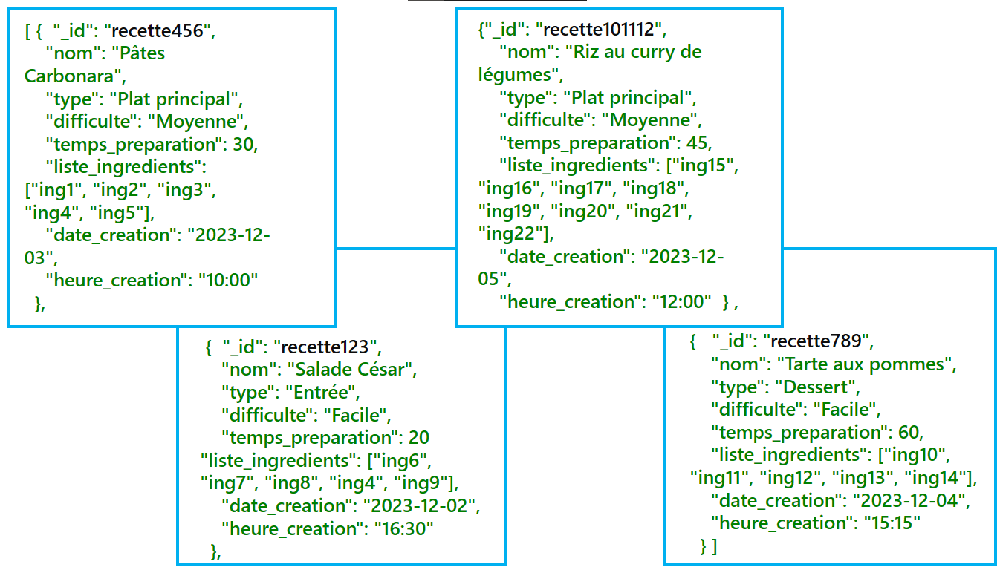 [ {  "_id": "recette456",
"nom": "Pâtes
Carbonara",
"type": "Plat principal",
"difficulte": "Moyenne",
"temps_preparation": 30,
"liste_ingredients":
["ing1", "ing2", "ing3",
"ing4", "ing5"],
"date_creation": "2023-12-
03",
"heure_creation": "10:00"
},
{"_id": "recette101112",
"nom": "Riz au curry de
légumes",
"type": "Plat principal",
"difficulte": "Moyenne",
"temps_preparation": 45,
"liste_ingredients": ["ing15",
"ing16", "ing17", "ing18",
"ing19", "ing20", "ing21",
"ing22"],
"date_creation": "2023-12-
05",
"heure_creation": "12:00"  } ,
{  "_id": "recette123",
"nom": "Salade César",
"type": "Entrée",
"difficulte": "Facile",
"temps_preparation": 20
"liste_ingredients": ["ing6",
"ing7", "ing8", "ing4", "ing9"],
"date_creation": "2023-12-02",
"heure_creation": "16:30"
},
{   "_id": "recette789",
"nom": "Tarte aux pommes",
"type": "Dessert",
"difficulte": "Facile",
"temps_preparation": 60,
"liste_ingredients": ["ing10",
"ing11", "ing12", "ing13", "ing14"],
"date_creation": "2023-12-04",
"heure_creation": "15:15"
} ]